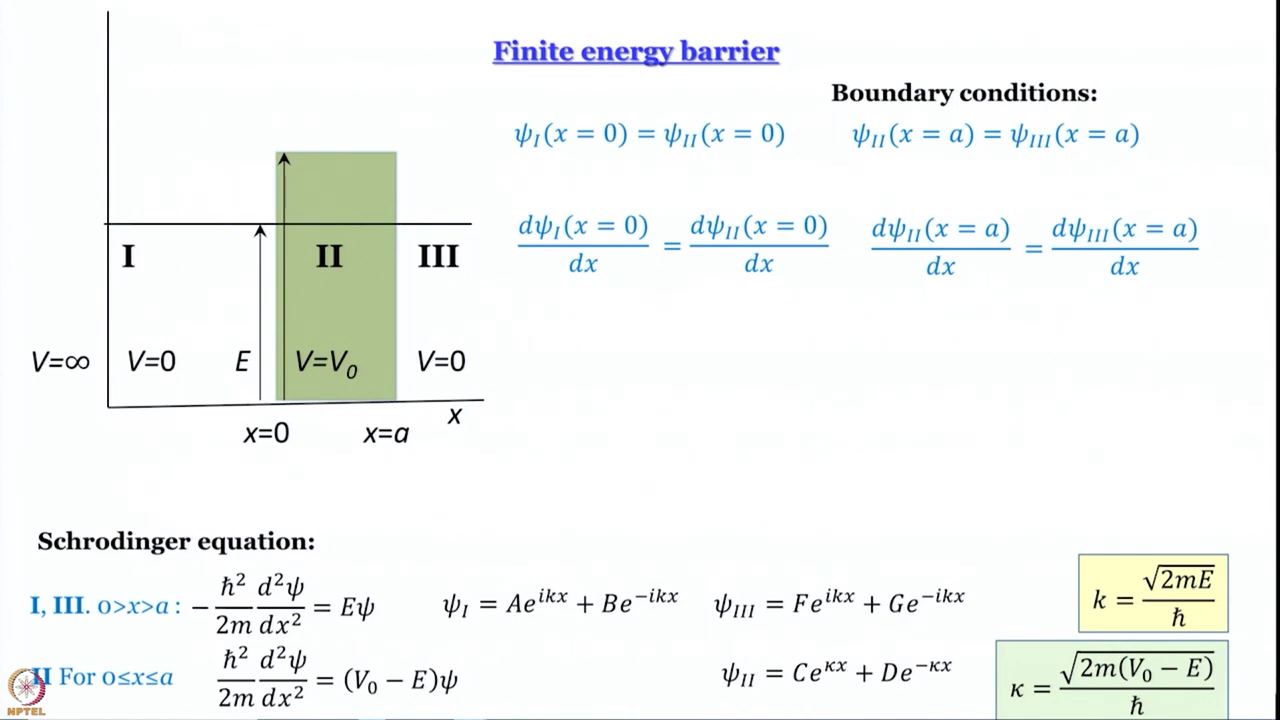 Finite energy barrier
Boundary conditions:
ψ_I(x = 0) = ψ_II(x = 0)   ψ_II(x = a) = ψ_III(x = a)
dψ_I(x = 0)/dx = dψ_II(x = 0)/dx   dψ_II(x = a)/dx = dψ_III(x = a)/dx
I II III
V=∞ V=0 E V=V₀ V=0
x
x=0 x=a
Schrodinger equation:
I, III. 0>x>a : −ħ²/2m d²ψ/dx² = Eψ   ψ_I = Ae^{ikx} + Be^{−ikx}   ψ_III = Fe^{ikx} + Ge^{−ikx}   k = √(2mE)/ħ
II For 0≤x≤a   ħ²/2m d²ψ/dx² = (V₀ − E)ψ   ψ_II = Ce^{κx} + De^{−κx}   κ = √(2m(V₀ − E))/ħ
NPTEL